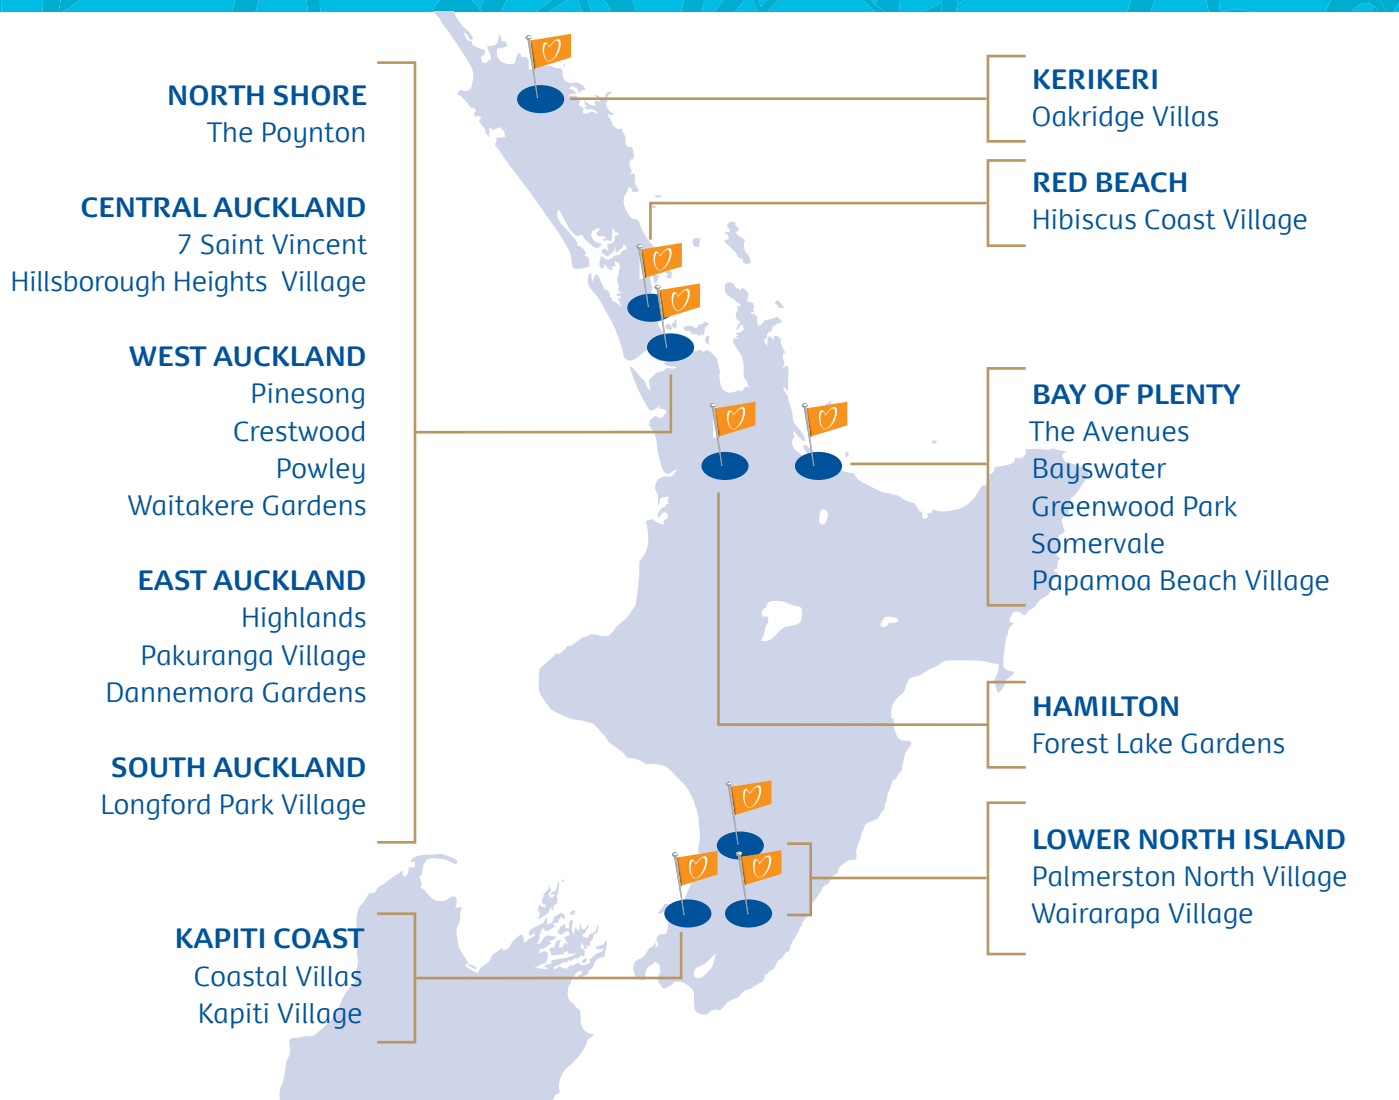 NORTH SHORE
The Poynton
CENTRAL AUCKLAND
7 Saint Vincent
Hillsborough Heights  Village
WEST AUCKLAND
Pinesong
Crestwood
Powley
Waitakere Gardens
EAST AUCKLAND
Highlands
Pakuranga Village
Dannemora Gardens
SOUTH AUCKLAND
Longford Park Village
KAPITI COAST
Coastal Villas
Kapiti Village
KERIKERI
Oakridge Villas
RED BEACH
Hibiscus Coast Village
BAY OF PLENTY
The Avenues
Bayswater
Greenwood Park
Somervale
Papamoa Beach Village
HAMILTON
Forest Lake Gardens
LOWER NORTH ISLAND
Palmerston North Village
Wairarapa Village